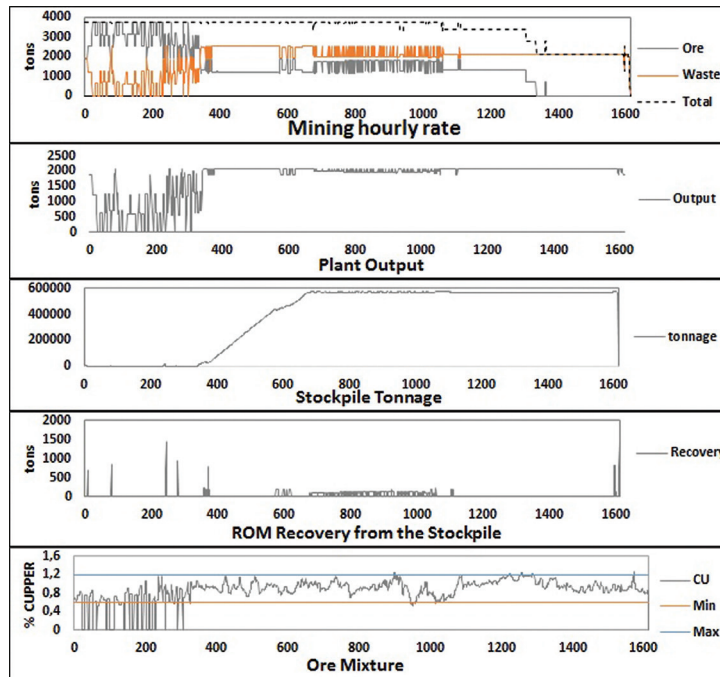 4000
3000
2000
1000
0
tons
Ore
Waste
Total
0 200 400 600 800 1000 1200 1400 1600
Mining hourly rate
2500
2000
1500
1000
500
0
tons
Output
0 200 400 600 800 1000 1200 1400 1600
Plant Output
600000
400000
200000
0
tonnage
0 200 400 600 800 1000 1200 1400 1600
Stockpile Tonnage
2000
1500
1000
500
0
tons
Recovery
0 200 400 600 800 1000 1200 1400 1600
ROM Recovery from the Stockpile
1,6
1,2
0,8
0,4
0
% CUPPER
CU
Min
Max
0 200 400 600 800 1000 1200 1400 1600
Ore Mixture